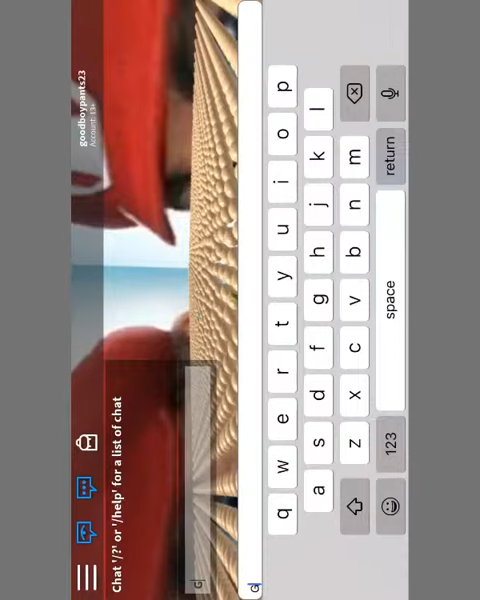 goodboypants23
Account: 13+
Chat '/?' or '/help' for a list of chat
G
G
q w e r t y u i o p
a s d f g h j k l
z x c v b n m
123 space return